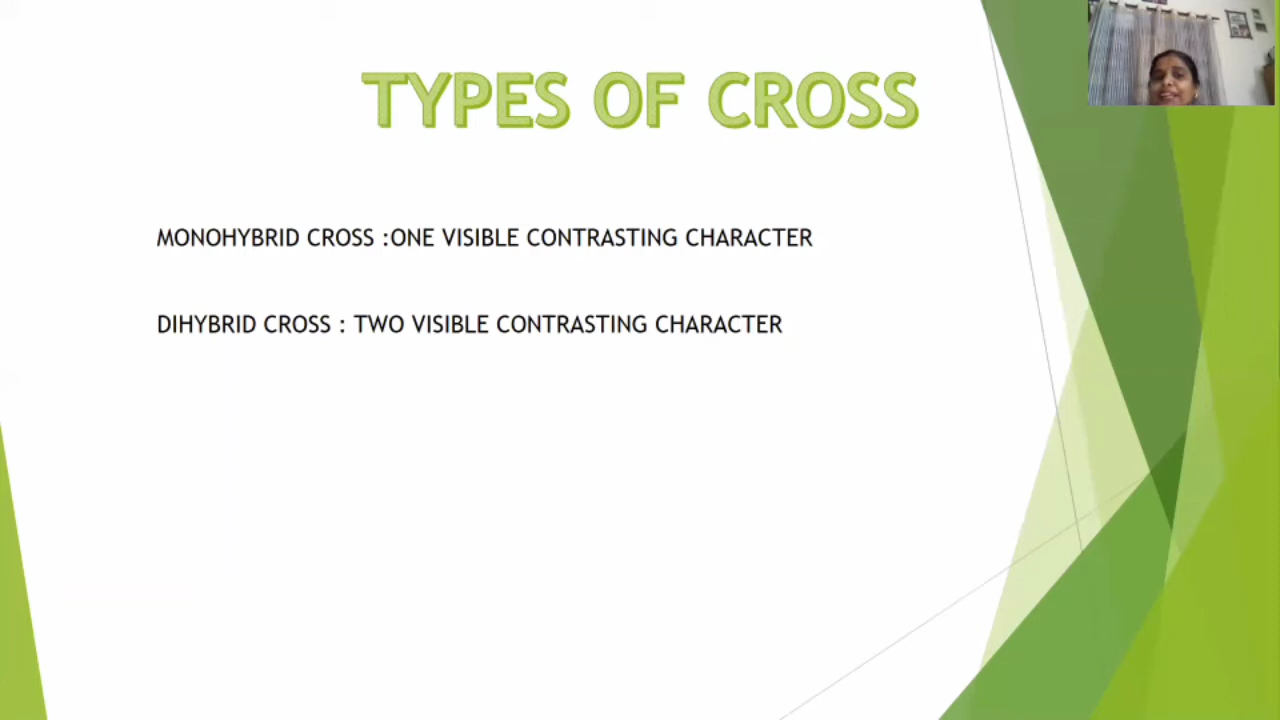 TYPES OF CROSS
MONOHYBRID CROSS :ONE VISIBLE CONTRASTING CHARACTER
DIHYBRID CROSS : TWO VISIBLE CONTRASTING CHARACTER